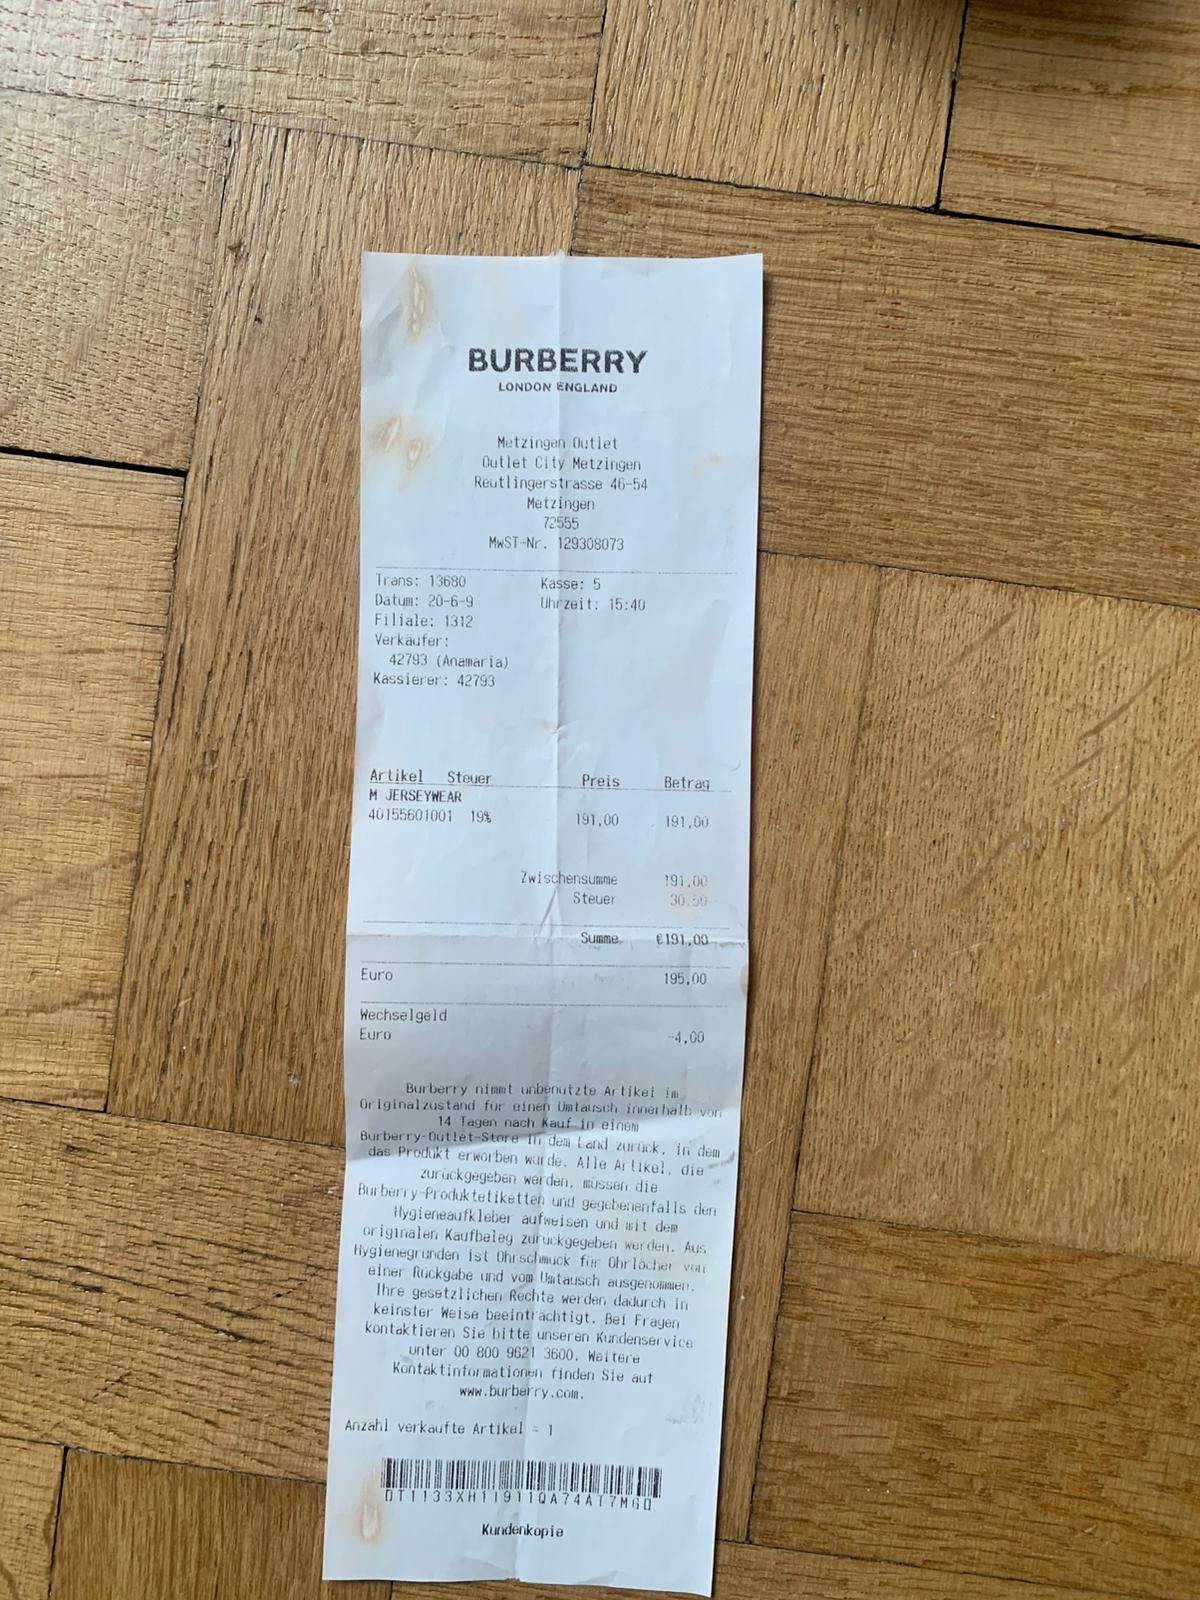 BURBERRY
LONDON ENGLAND
Metzingen Outlet
Outlet City Metzingen
Reutlingerstrasse 46-54
Metzingen
72555
MwST-Nr. 129308073
Trans: 13680 Kasse: 5
Datum: 20-6-9 Uhrzeit: 15:40
Filiale: 1312
Verkäufer:
42793 (Anamaria)
Kassierer: 42793
Artikel Steuer Preis Betrag
M JERSEYWEAR
40155601001 19% 191,00 191,00
Zwischensumme 191,00
Steuer 30,50
Summe €191,00
Euro 195,00
Wechselgeld
Euro -4,00
Burberry nimmt unbenutzte Artikel im
Originalzustand für einen Umtausch innerhalb von
14 Tagen nach Kauf in einem
Burberry-Outlet-Store in dem Land zurück, in dem
das Produkt erworben wurde. Alle Artikel, die
zurückgegeben werden, müssen die
Burberry-Produktetiketten und gegebenenfalls den
Hygieneaufkleber aufweisen und mit dem
originalen Kaufbeleg zurückgegeben werden. Aus
Hygienegründen ist Ohrschmuck für Ohrlöcher von
einer Rückgabe und vom Umtausch ausgenommen.
Ihre gesetzlichen Rechte werden dadurch in
keinster Weise beeinträchtigt. Bei Fragen
kontaktieren Sie bitte unseren Kundenservice
unter 00 800 9621 3600. Weitere
Kontaktinformationen finden Sie auf
www.burberry.com.
Anzahl verkaufte Artikel = 1
Kundenkopie